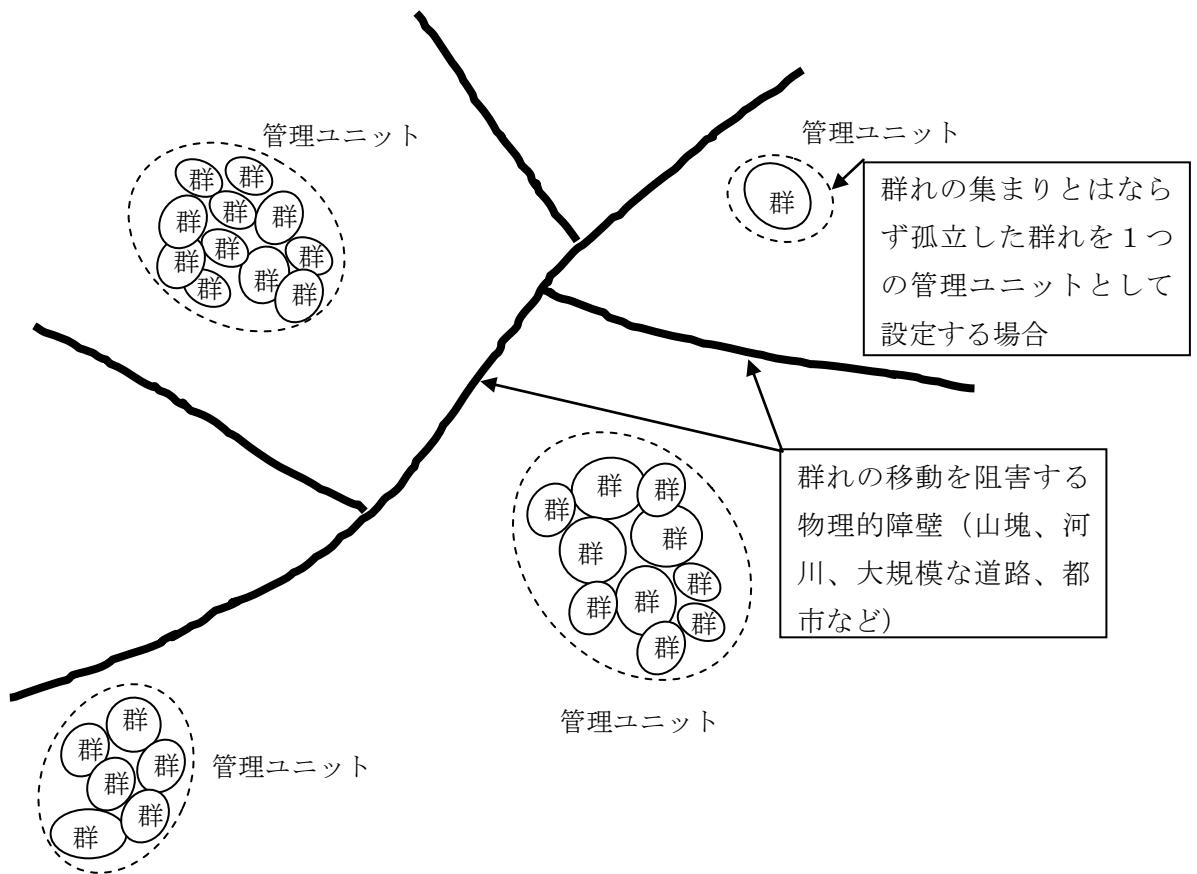 管理ユニット
群
群
群
群
群
群
群
群
群
群
群
管理ユニット
群
群れの集まりとはなら
ず孤立した群れを１つ
の管理ユニットとして
設定する場合
群れの移動を阻害する
物理的障壁（山塊、河
川、大規模な道路、都
市など）
群
群
群
群
群
群
群
群
群
群
管理ユニット
群
群
群
群
群
群
管理ユニット